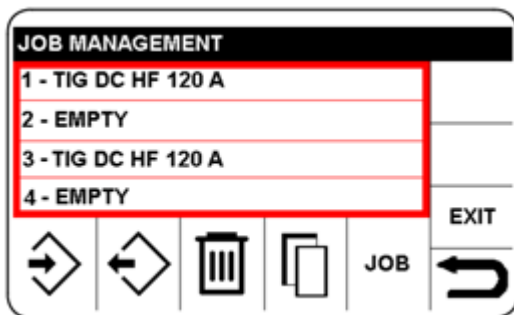 JOB MANAGEMENT
1 - TIG DC HF 120 A
2 - EMPTY
3 - TIG DC HF 120 A
4 - EMPTY
EXIT
JOB